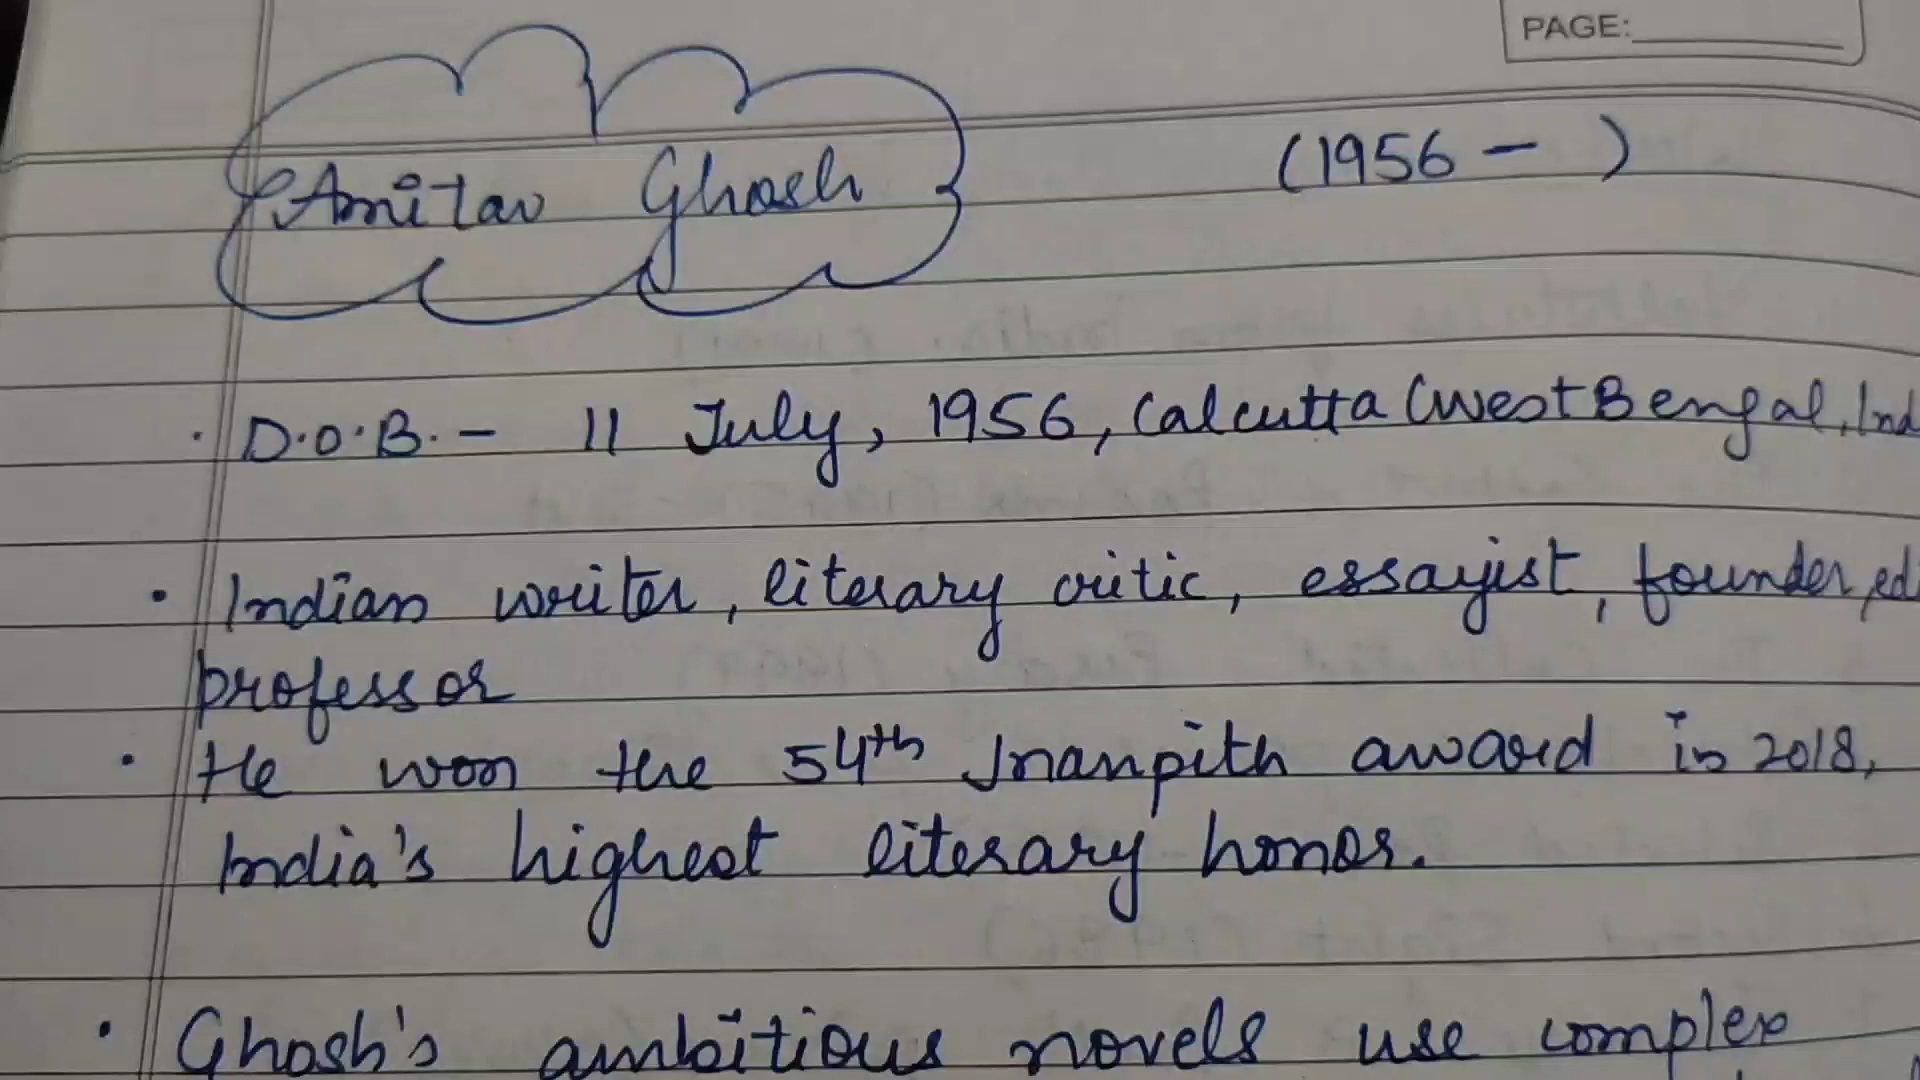 PAGE:
Amitav Ghosh (1956 - )
· D.O.B. - 11 July, 1956, Calcutta (West Bengal, Ind
· Indian writer, literary critic, essayist, founder, ed
professor
· He won the 54th Jnanpith award in 2018,
India's highest literary honor.
· Ghosh's ambitious novels use complex